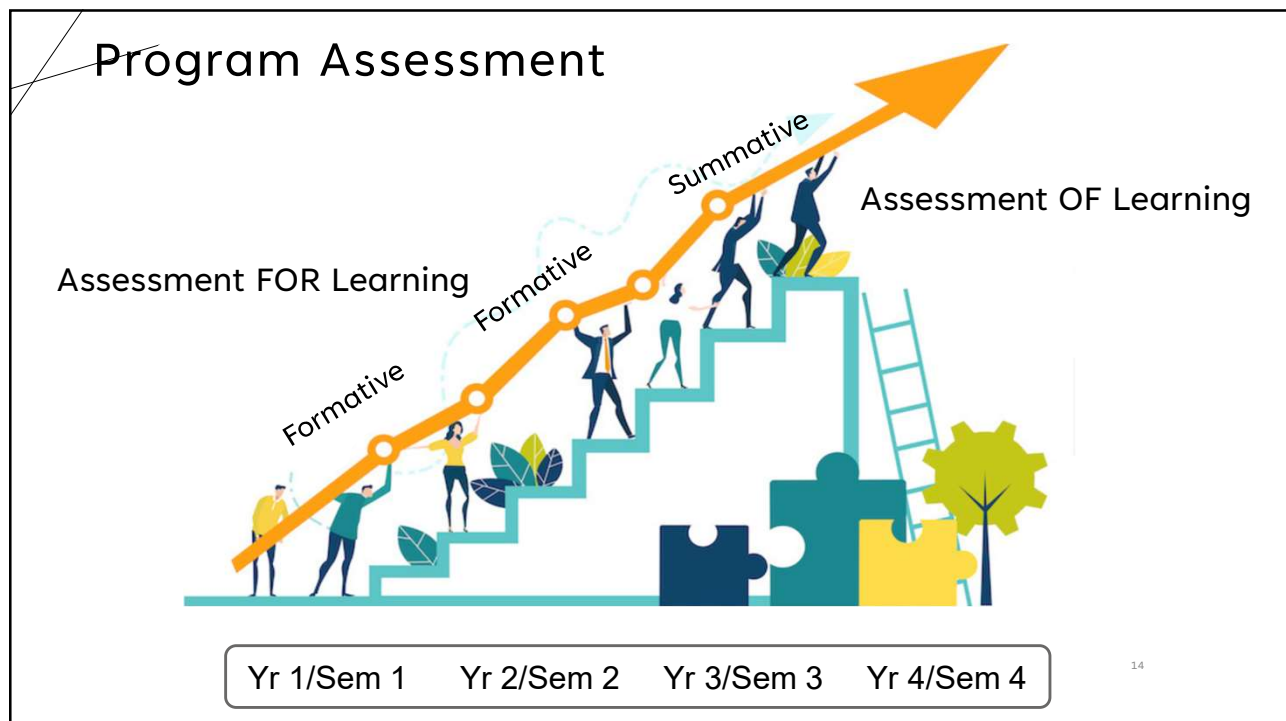 Program Assessment
Summative
Assessment OF Learning
Formative
Assessment FOR Learning
Formative
14
Yr 1/Sem 1 Yr 2/Sem 2 Yr 3/Sem 3 Yr 4/Sem 4